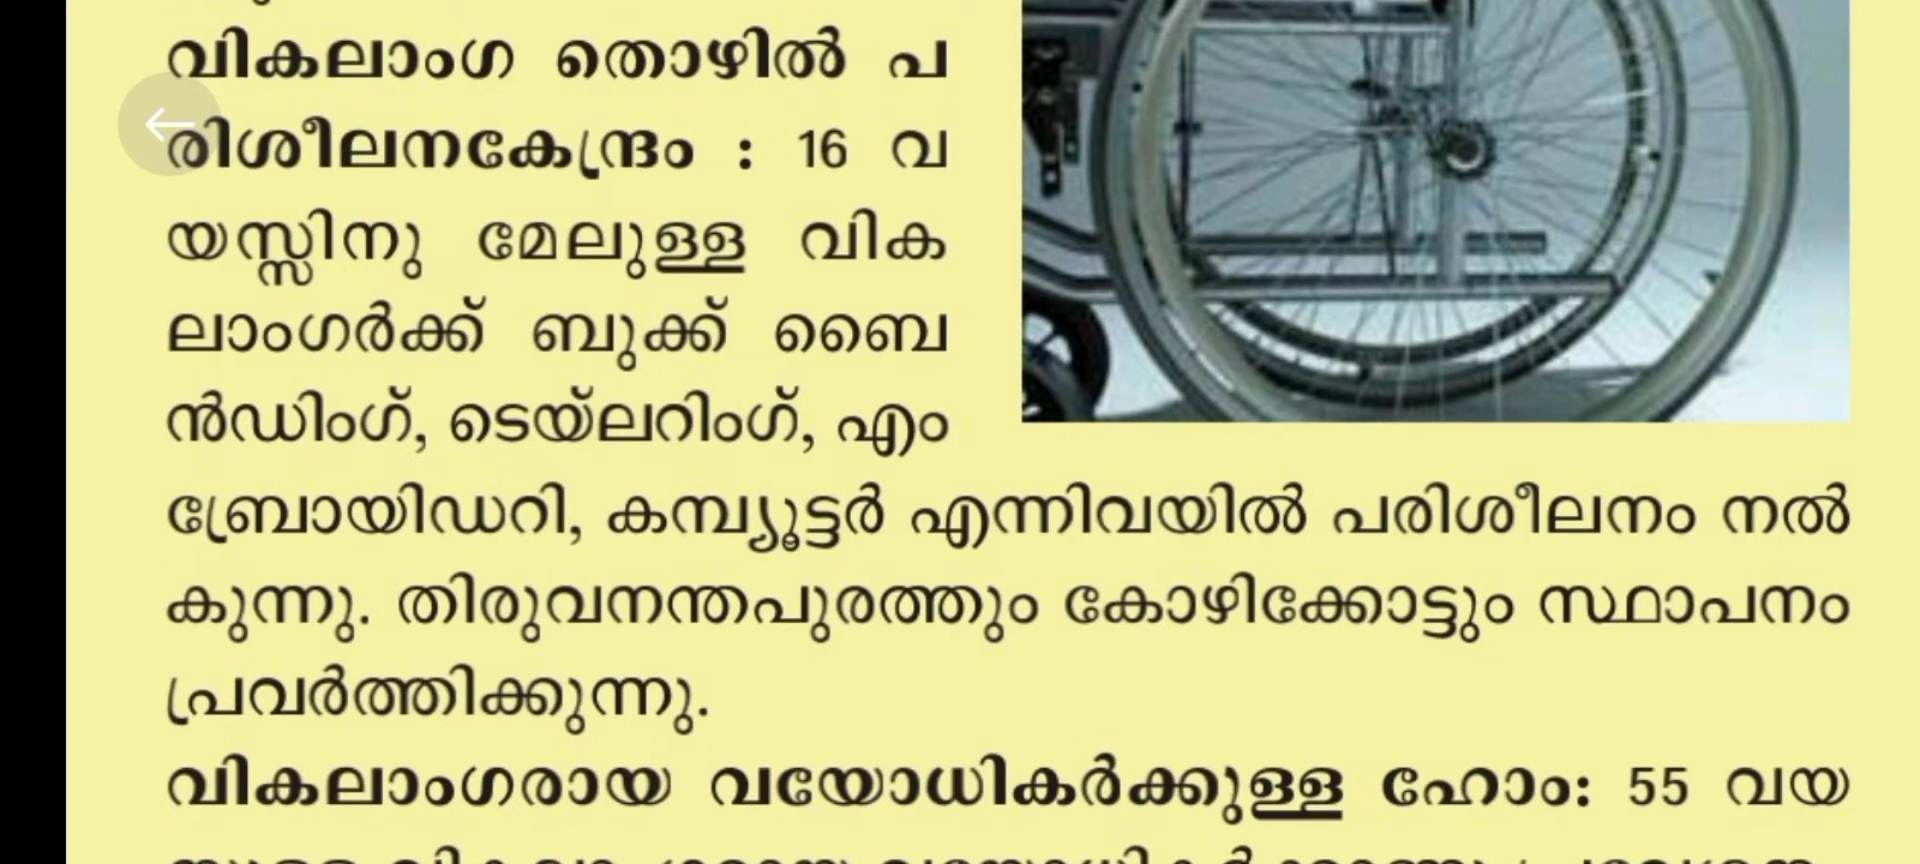 വികലാംഗ തൊഴിൽ പ
രിശീലനകേന്ദ്രം : 16 വ
യസ്സിനു മേലുള്ള വിക
ലാംഗർക്ക് ബുക്ക് ബൈ
ൻഡിംഗ്, ടെയ്ലറിംഗ്, എം
ബ്രോയിഡറി, കമ്പ്യൂട്ടർ എന്നിവയിൽ പരിശീലനം നൽ
കുന്നു. തിരുവനന്തപുരത്തും കോഴിക്കോട്ടും സ്ഥാപനം
പ്രവർത്തിക്കുന്നു.
വികലാംഗരായ വയോധികർക്കുള്ള ഹോം: 55 വയ